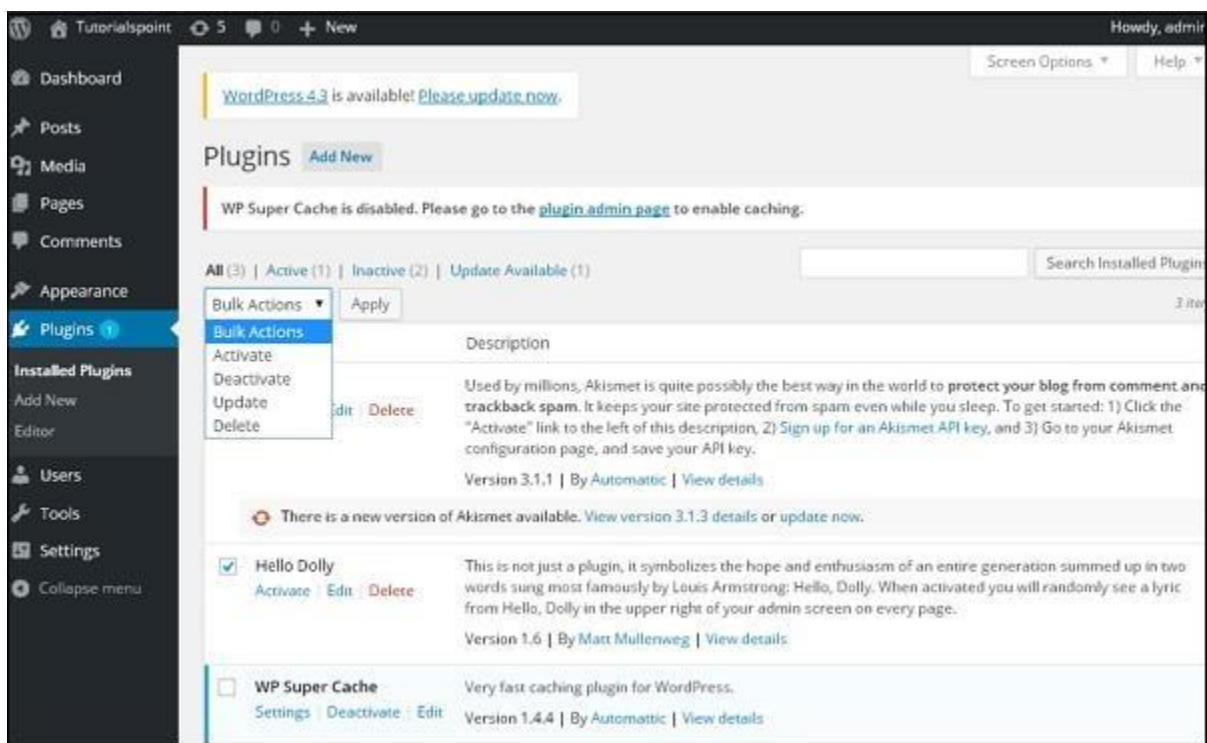 Tutorialspoint 5 0 + New Howdy, admin
Screen Options Help
Dashboard
Posts
Media
Pages
Comments
Appearance
Plugins 1
Installed Plugins
Add New
Editor
Users
Tools
Settings
Collapse menu
WordPress 4.3 is available! Please update now.
Plugins Add New
WP Super Cache is disabled. Please go to the plugin admin page to enable caching.
All (3) | Active (1) | Inactive (2) | Update Available (1)
Search Installed Plugins
Bulk Actions Apply
3 item
Bulk Actions
Activate
Deactivate
Update
Delete
Description
Edit | Delete
Used by millions, Akismet is quite possibly the best way in the world to protect your blog from comment and
trackback spam. It keeps your site protected from spam even while you sleep. To get started: 1) Click the
"Activate" link to the left of this description, 2) Sign up for an Akismet API key, and 3) Go to your Akismet
configuration page, and save your API key.
Version 3.1.1 | By Automattic | View details
There is a new version of Akismet available. View version 3.1.3 details or update now.
Hello Dolly
Activate | Edit | Delete
This is not just a plugin, it symbolizes the hope and enthusiasm of an entire generation summed up in two
words sung most famously by Louis Armstrong: Hello, Dolly. When activated you will randomly see a lyric
from Hello, Dolly in the upper right of your admin screen on every page.
Version 1.6 | By Matt Mullenweg | View details
WP Super Cache
Settings | Deactivate | Edit
Very fast caching plugin for WordPress.
Version 1.4.4 | By Automattic | View details